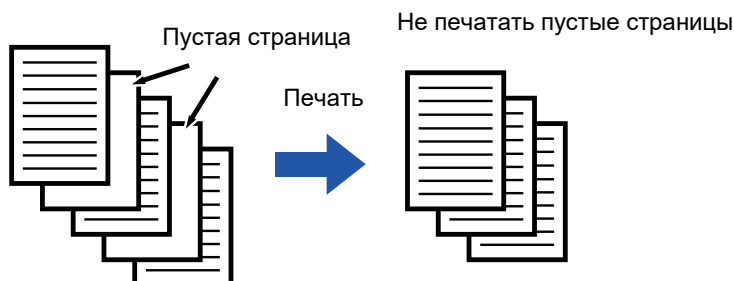 Не печатать пустые страницы
Пустая страница
Печать